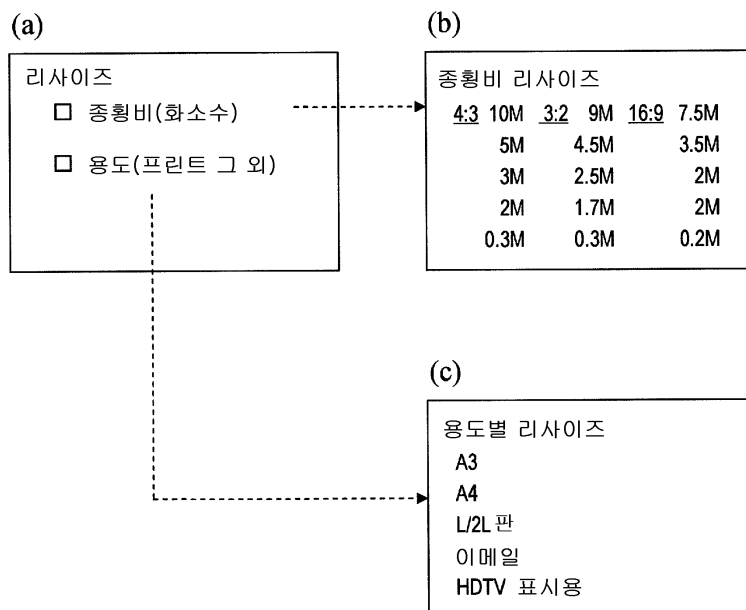 (a)
리사이즈
종횡비(화소수)
용도(프린트 그 외)
(b)
종횡비 리사이즈
4:3 10M 3:2 9M 16:9 7.5M
5M 4.5M 3.5M
3M 2.5M 2M
2M 1.7M 2M
0.3M 0.3M 0.2M
(c)
용도별 리사이즈
A3
A4
L/2L 판
이메일
HDTV 표시용